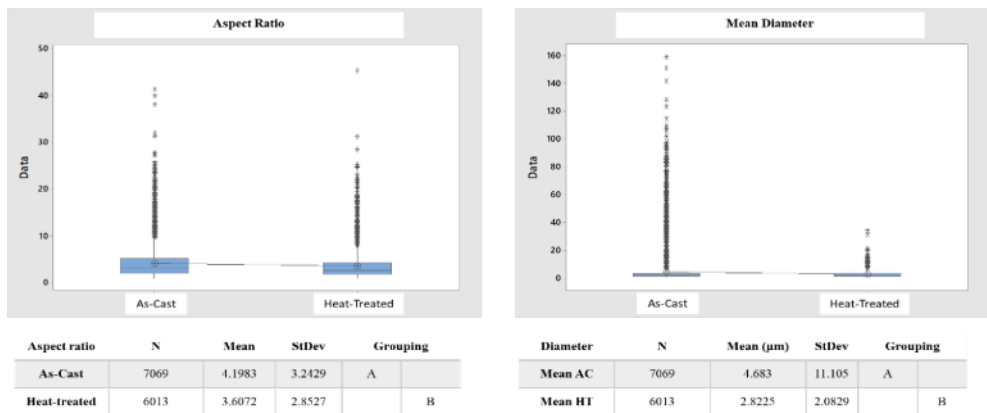 Aspect Ratio
50
40
30
20
10
0
Data
As-Cast Heat-Treated
Mean Diameter
160
140
120
100
80
60
40
20
0
Data
As-Cast Heat-Treated
Aspect ratio N Mean StDev Grouping
As-Cast 7069 4.1983 3.2429 A
Heat-treated 6013 3.6072 2.8527 B
Diameter N Mean (µm) StDev Grouping
Mean AC 7069 4.683 11.105 A
Mean HT 6013 2.8225 2.0829 B